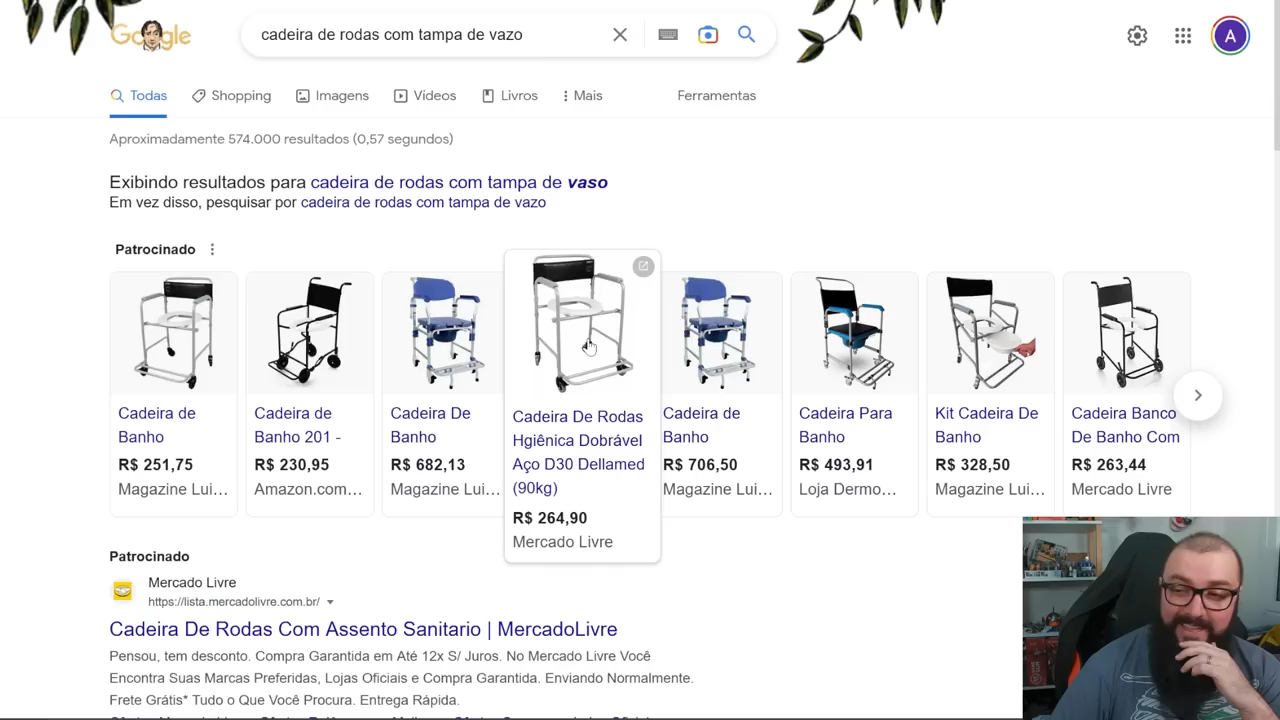 Google
cadeira de rodas com tampa de vazo
A
Todas
Shopping
Imagens
Vídeos
Livros
Mais
Ferramentas
Aproximadamente 574.000 resultados (0,57 segundos)
Exibindo resultados para cadeira de rodas com tampa de vaso
Em vez disso, pesquisar por cadeira de rodas com tampa de vazo
Patrocinado
Cadeira de
Banho
R$ 251,75
Magazine Lui...
Cadeira de
Banho 201 -
R$ 230,95
Amazon.com...
Cadeira De
Banho
R$ 682,13
Magazine Lui...
Cadeira De Rodas
Hgiênica Dobrável
Aço D30 Dellamed
(90kg)
R$ 264,90
Mercado Livre
Cadeira de
Banho
R$ 706,50
Magazine Lui...
Cadeira Para
Banho
R$ 493,91
Loja Dermo...
Kit Cadeira De
Banho
R$ 328,50
Magazine Lui...
Cadeira Banco
De Banho Com
R$ 263,44
Mercado Livre
Patrocinado
Mercado Livre
https://lista.mercadolivre.com.br/
Cadeira De Rodas Com Assento Sanitario | MercadoLivre
Pensou, tem desconto. Compra Garantida em Até 12x S/ Juros. No Mercado Livre Você
Encontra Suas Marcas Preferidas, Lojas Oficiais e Compra Garantida. Enviando Normalmente.
Frete Grátis* Tudo o Que Você Procura. Entrega Rápida.